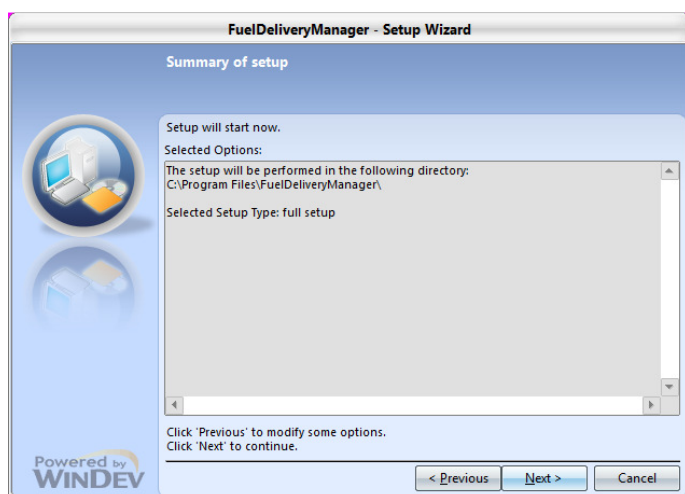 FuelDeliveryManager - Setup Wizard
Summary of setup
Setup will start now.
Selected Options:
The setup will be performed in the following directory:
C:\Program Files\FuelDeliveryManager\
Selected Setup Type: full setup
Click 'Previous' to modify some options.
Click 'Next' to continue.
Powered by
WINDEV
< Previous
Next >
Cancel